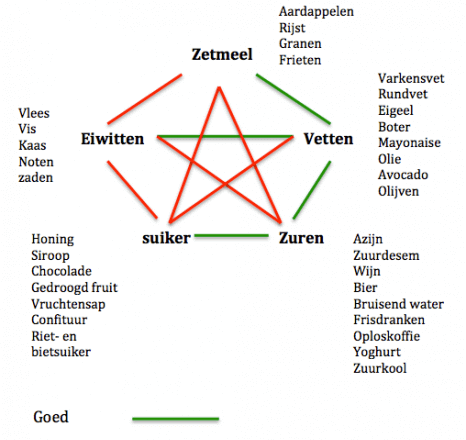 Aardappelen
Rijst
Granen
Frieten
Zetmeel
Varkensvet
Rundvet
Eigeel
Boter
Mayonaise
Olie
Avocado
Olijven
Vlees
Vis
Kaas
Noten
zaden
Eiwitten
Vetten
suiker
Zuren
Honing
Siroop
Chocolade
Gedroogd fruit
Vruchtensap
Confituur
Riet- en
bietsuiker
Azijn
Zuurdesem
Wijn
Bier
Bruisend water
Frisdranken
Oploskoffie
Yoghurt
Zuurkool
Goed